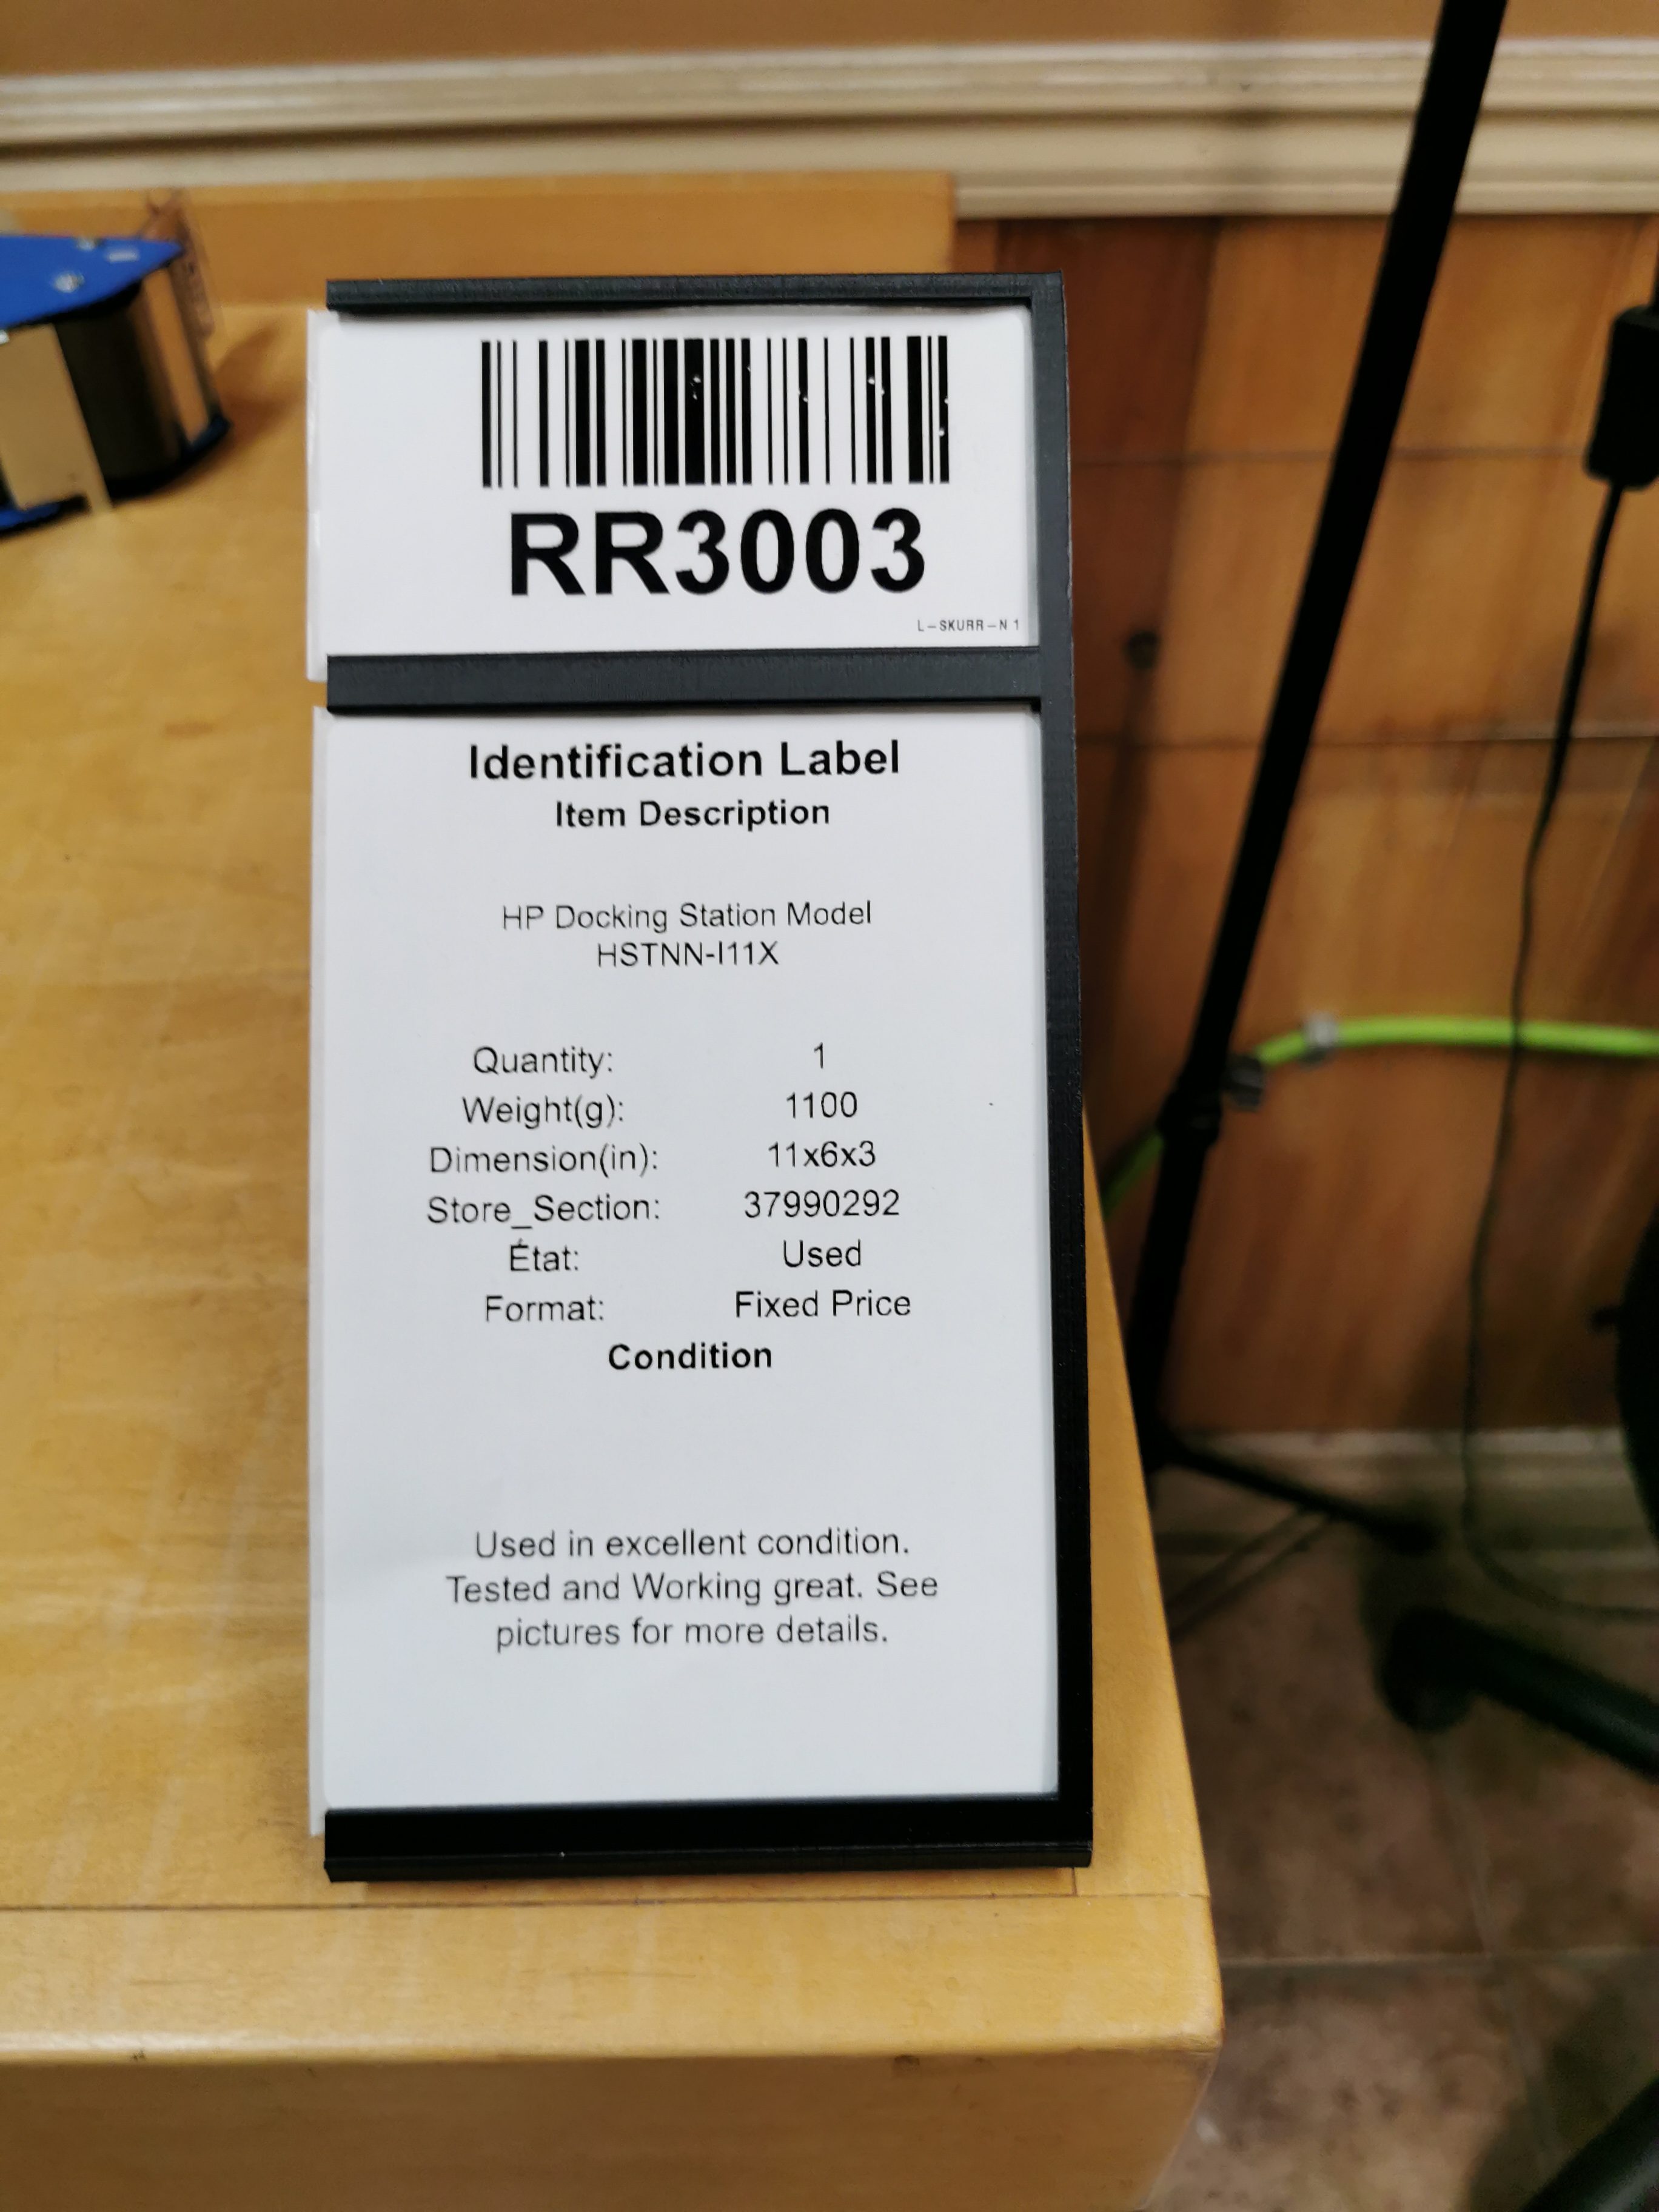 RR3003
L-SKURR-N 1
Identification Label
Item Description
HP Docking Station Model
HSTNN-I11X
Quantity: 1
Weight(g): 1100
Dimension(in): 11x6x3
Store_Section: 37990292
État: Used
Format: Fixed Price
Condition
Used in excellent condition.
Tested and Working great. See
pictures for more details.